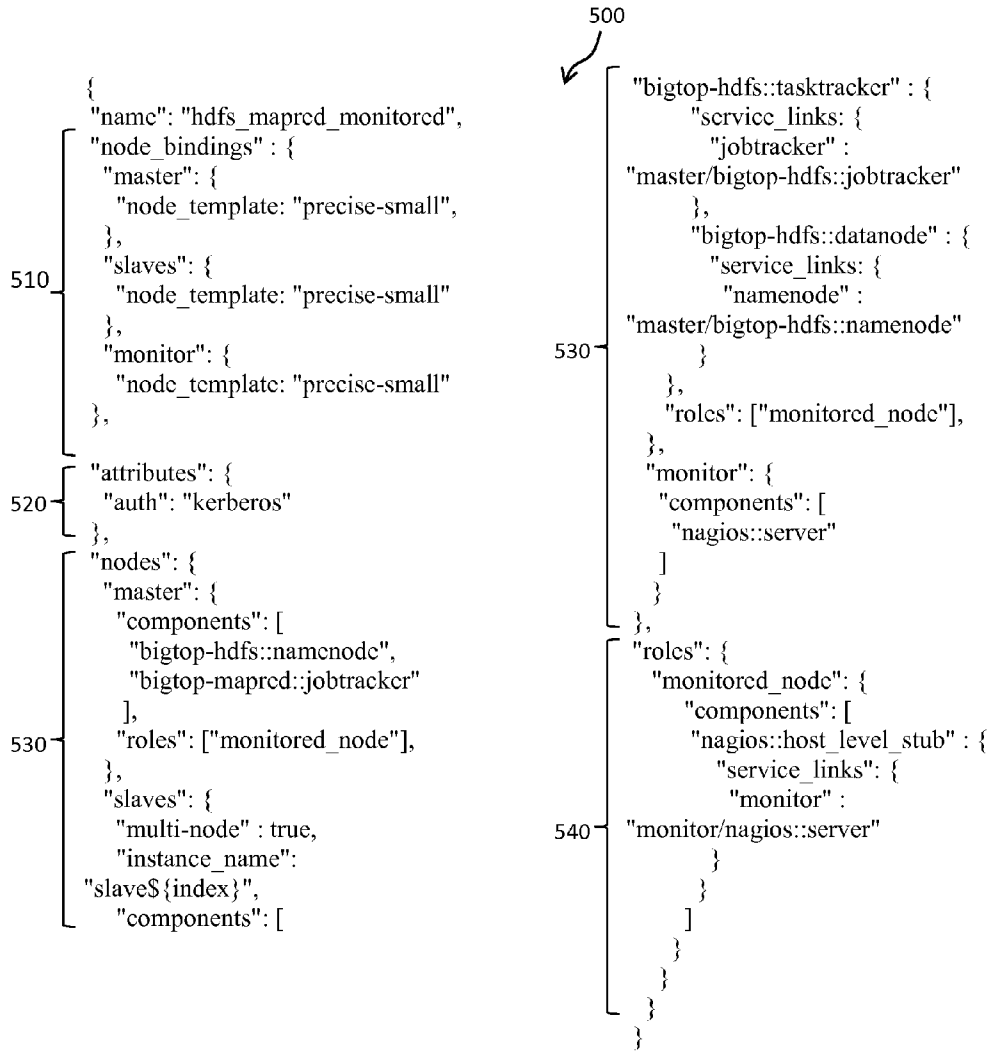 500
{
"name": "hdfs_mapred_monitored",
"node_bindings" : {
"master": {
"node_template: "precise-small",
},
"slaves": {
"node_template: "precise-small"
},
"monitor": {
"node_template: "precise-small"
},
510
"attributes": {
"auth": "kerberos"
},
520
"nodes": {
"master": {
"components": [
"bigtop-hdfs::namenode",
"bigtop-mapred::jobtracker"
],
"roles": ["monitored_node"],
},
"slaves": {
"multi-node" : true,
"instance_name":
"slave${index}",
"components": [
530
"bigtop-hdfs::tasktracker" : {
"service_links: {
"jobtracker" :
"master/bigtop-hdfs::jobtracker"
},
"bigtop-hdfs::datanode" : {
"service_links: {
"namenode" :
"master/bigtop-hdfs::namenode"
}
},
"roles": ["monitored_node"],
},
"monitor": {
"components": [
"nagios::server"
]
}
},
530
"roles": {
"monitored_node": {
"components": [
"nagios::host_level_stub" : {
"service_links": {
"monitor" :
"monitor/nagios::server"
}
}
]
}
}
}
}
540